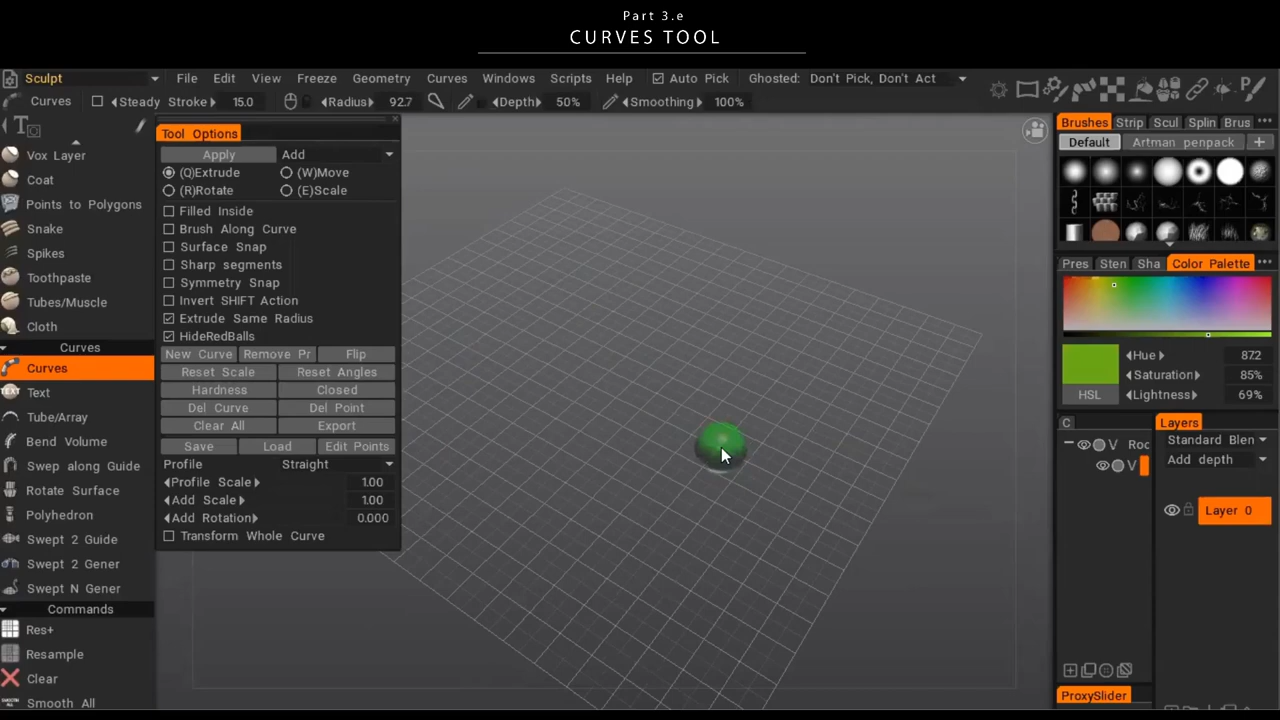 Part 3.e
CURVES TOOL
Sculpt File Edit View Freeze Geometry Curves Windows Scripts Help Auto Pick Ghosted: Don't Pick, Don't Act
Curves Steady Stroke 15.0 Radius 92.7 Depth 50% Smoothing 100%
Vox Layer
Coat
Points to Polygons
Snake
Spikes
Toothpaste
Tubes/Muscle
Cloth
Curves
Curves
Text
Tube/Array
Bend Volume
Swep along Guide
Rotate Surface
Polyhedron
Swept 2 Guide
Swept 2 Gener
Swept N Gener
Commands
Res+
Resample
Clear
Smooth All
Tool Options
Apply Add
(Q)Extrude (W)Move
(R)Rotate (E)Scale
Filled Inside
Brush Along Curve
Surface Snap
Sharp segments
Symmetry Snap
Invert SHIFT Action
Extrude Same Radius
HideRedBalls
New Curve Remove Pr Flip
Reset Scale Reset Angles
Hardness Closed
Del Curve Del Point
Clear All Export
Save Load Edit Points
Profile Straight
Profile Scale 1.00
Add Scale 1.00
Add Rotation 0.000
Transform Whole Curve
Brushes Strip Scul Splin Brus
Default Artman penpack +
Pres Sten Sha Color Palette
Hue 87.2
Saturation 85%
HSL Lightness 69%
C
V Roc
V
Layers
Standard Blen
Add depth
Layer 0
ProxySlider